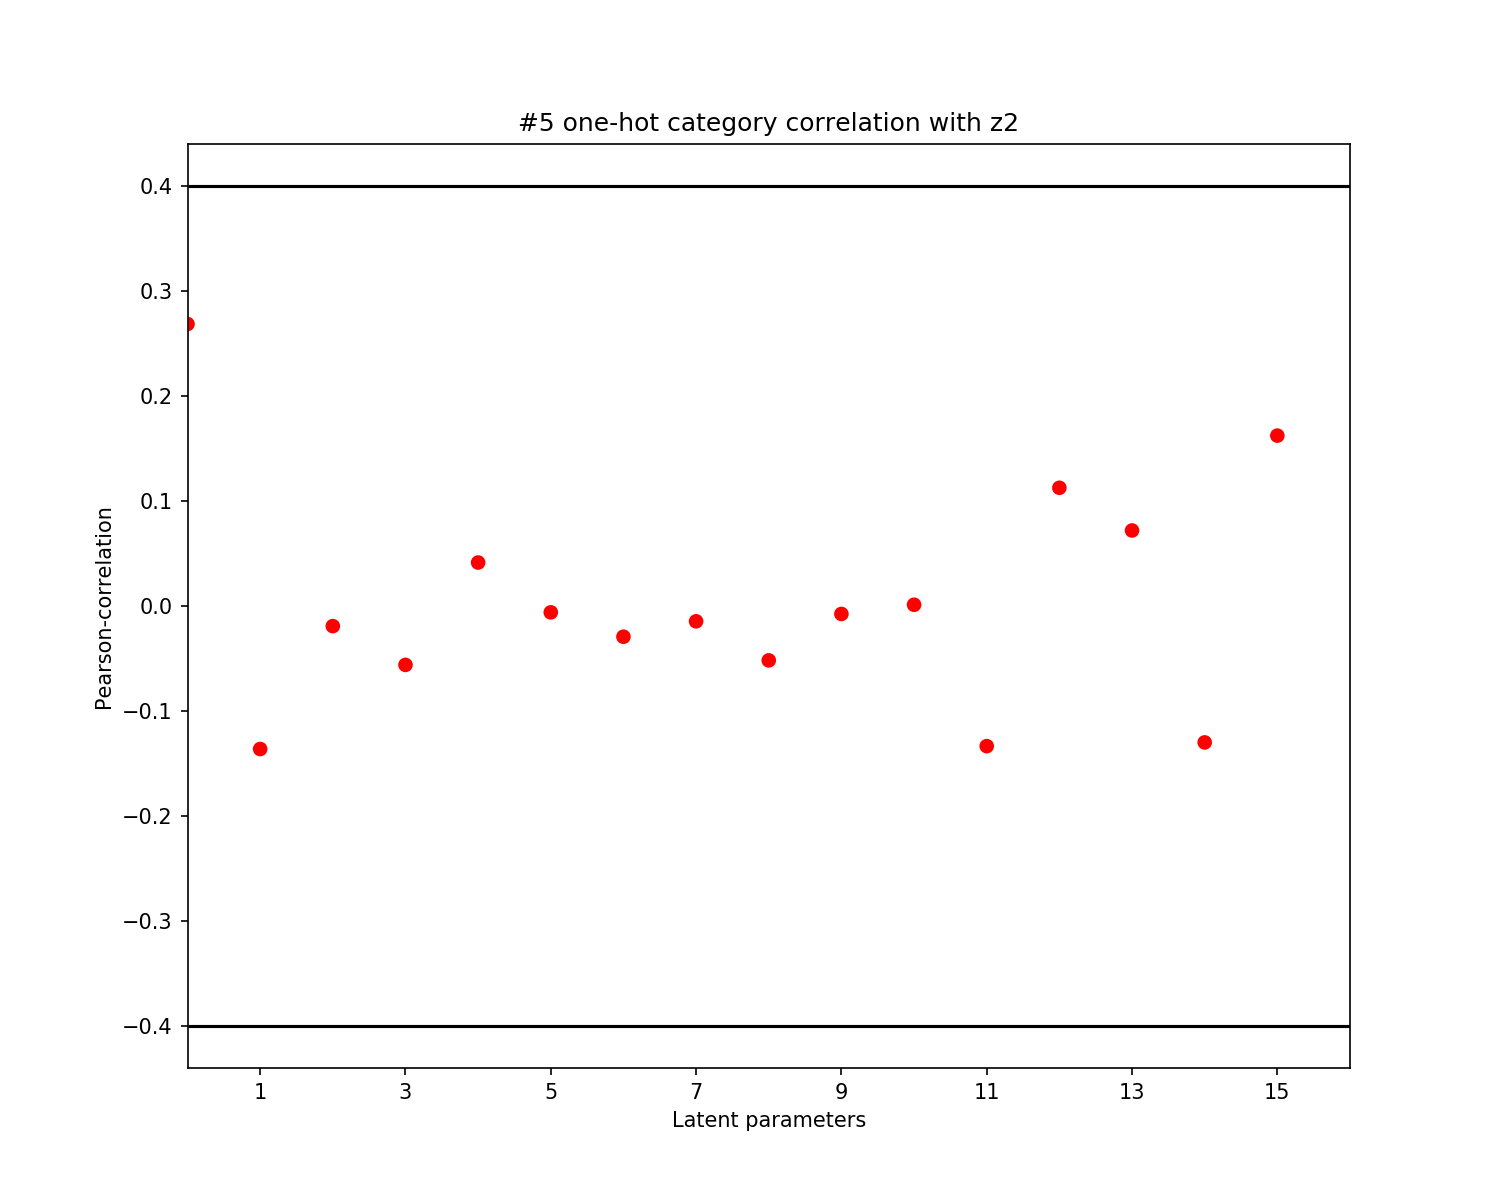 #5 one-hot category correlation with z2
0.4
0.3
0.2
0.1
0.0
−0.1
−0.2
−0.3
−0.4
Pearson-correlation
1 3 5 7 9 11 13 15
Latent parameters